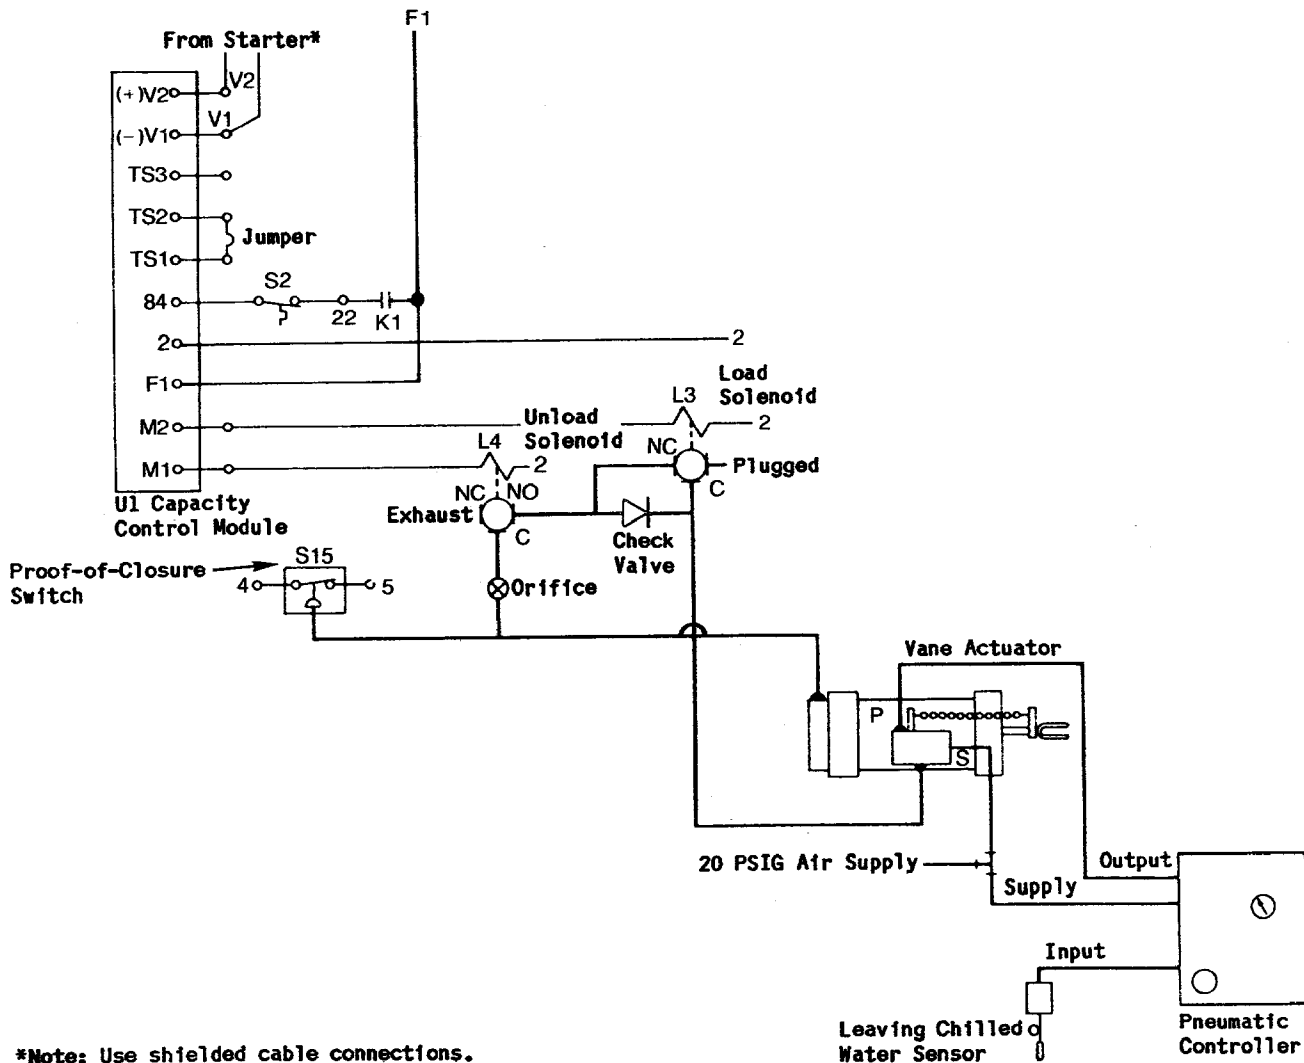 F1
From Starter*
V2
(+)V2
V1
(-)V1
TS3
TS2
Jumper
TS1
S2
84
22
K1
2
2
F1
Load
Solenoid
L3
M2
Unload
Solenoid
2
L4
NC
M1
2
Plugged
NC
NO
C
U1 Capacity
Control Module
Exhaust
C
Check
Valve
Proof-of-Closure
Switch
S15
4
5
Orifice
Vane Actuator
P
S
20 PSIG Air Supply
Output
Supply
Input
Leaving Chilled
Water Sensor
Pneumatic
Controller
*Note: Use shielded cable connections.